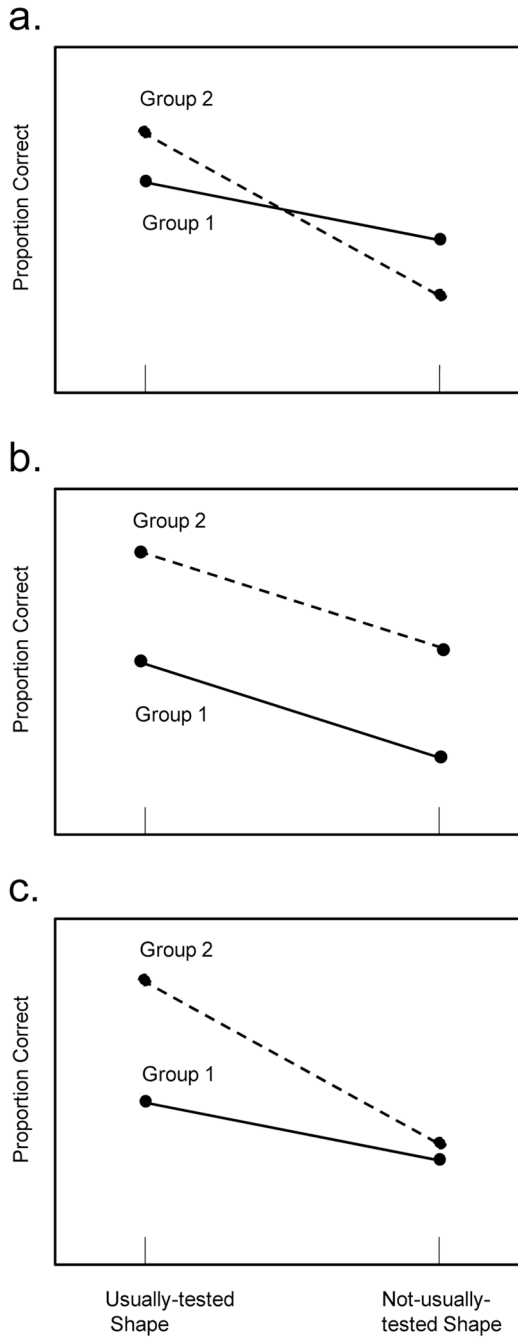 a.
Proportion Correct
Group 2
Group 1
b.
Proportion Correct
Group 2
Group 1
c.
Proportion Correct
Group 2
Group 1
Usually-tested
Shape
Not-usually-
tested Shape